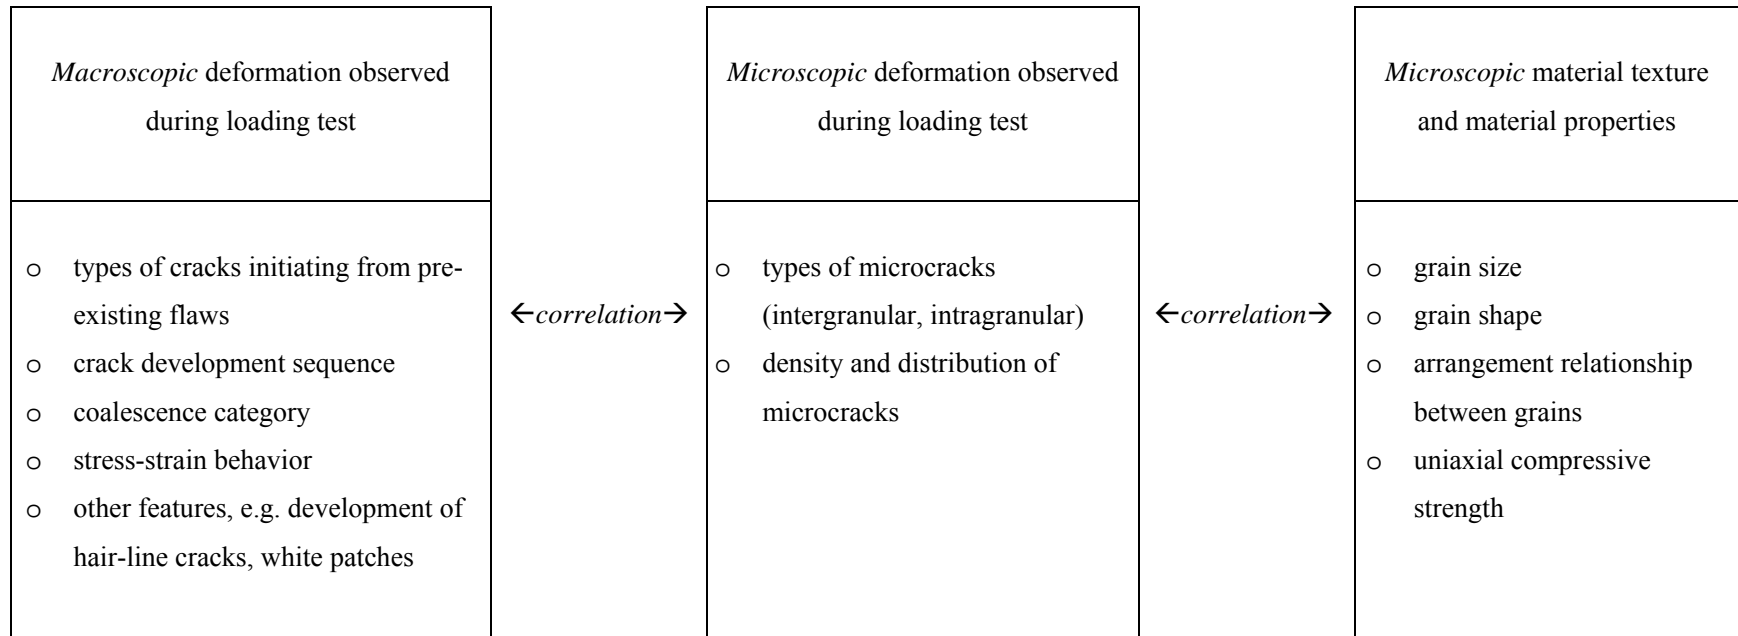 Macroscopic deformation observed
during loading test
o types of cracks initiating from pre-
existing flaws
o crack development sequence
o coalescence category
o stress-strain behavior
o other features, e.g. development of
hair-line cracks, white patches
←correlation→
Microscopic deformation observed
during loading test
o types of microcracks
(intergranular, intragranular)
o density and distribution of
microcracks
←correlation→
Microscopic material texture
and material properties
o grain size
o grain shape
o arrangement relationship
between grains
o uniaxial compressive
strength